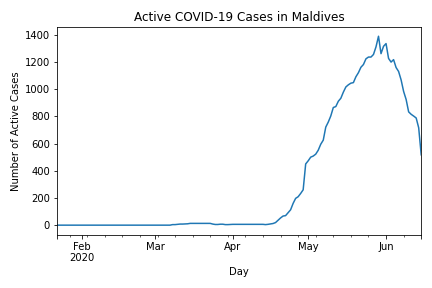 Active COVID-19 Cases in Maldives
Number of Active Cases
1400
1200
1000
800
600
400
200
0
Feb Mar Apr May Jun
2020
Day